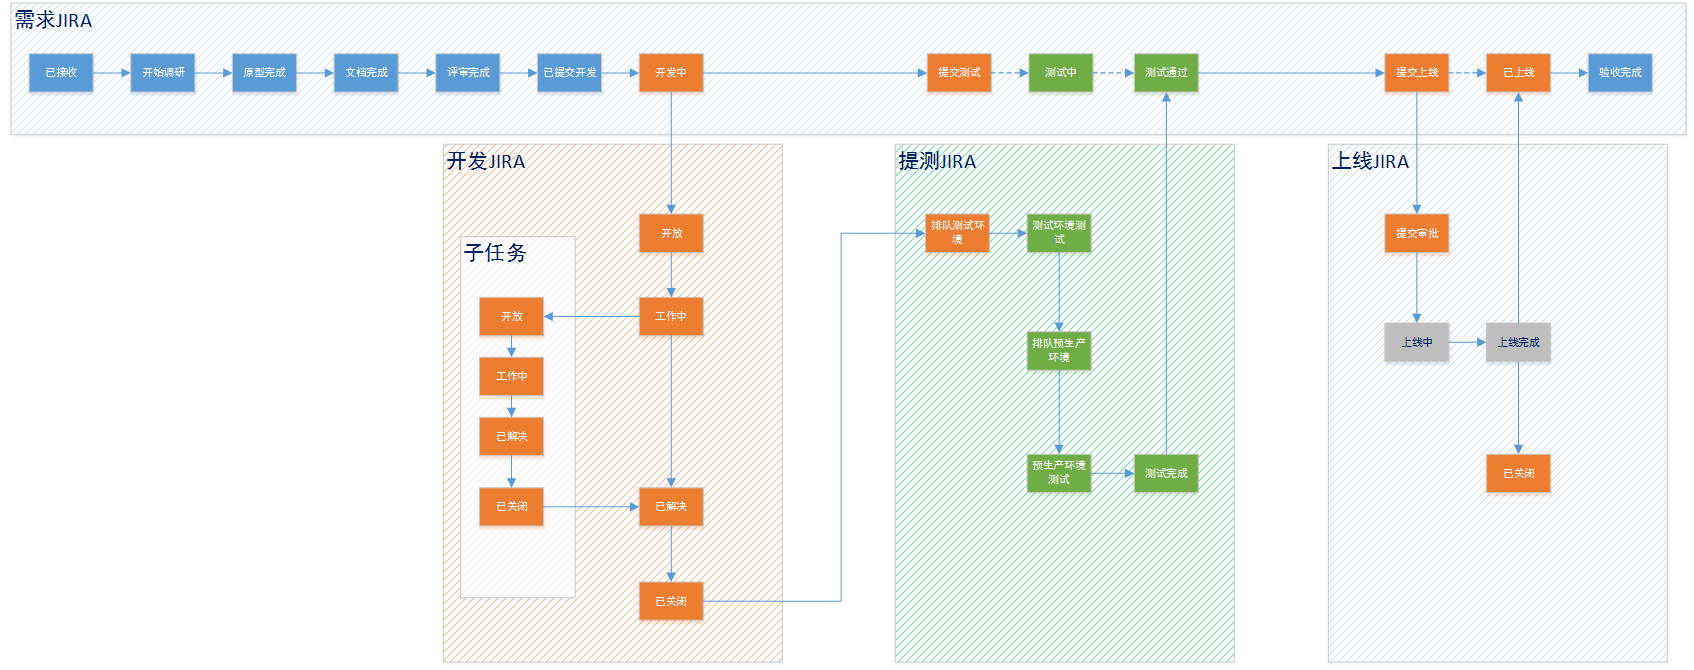 需求JIRA
已接收
开始调研
原型完成
文档完成
评审完成
已提交开发
开发中
提交测试
测试中
测试通过
提交上线
已上线
验收完成
开发JIRA
开放
子任务
开放
工作中
工作中
已解决
已关闭
已解决
已关闭
提测JIRA
排队测试环
境
测试环境测
试
排队预生产
环境
预生产环境
测试
测试完成
上线JIRA
提交审批
上线中
上线完成
已关闭